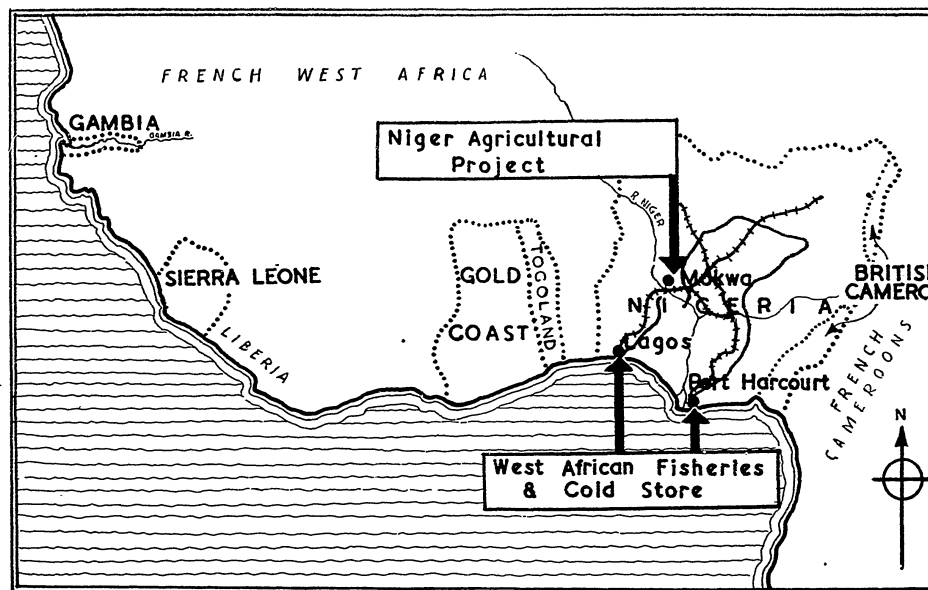 FRENCH WEST AFRICA
GAMBIA
GAMBIA R.
Niger Agricultural
Project
R. NIGER
SIERRA LEONE
GOLD
COAST
TOGOLAND
LIBERIA
Mokwa
NIGERIA
BRITISH
CAMERO
Lagos
Port Harcourt
FRENCH
CAMEROONS
N
West African Fisheries
& Cold Store